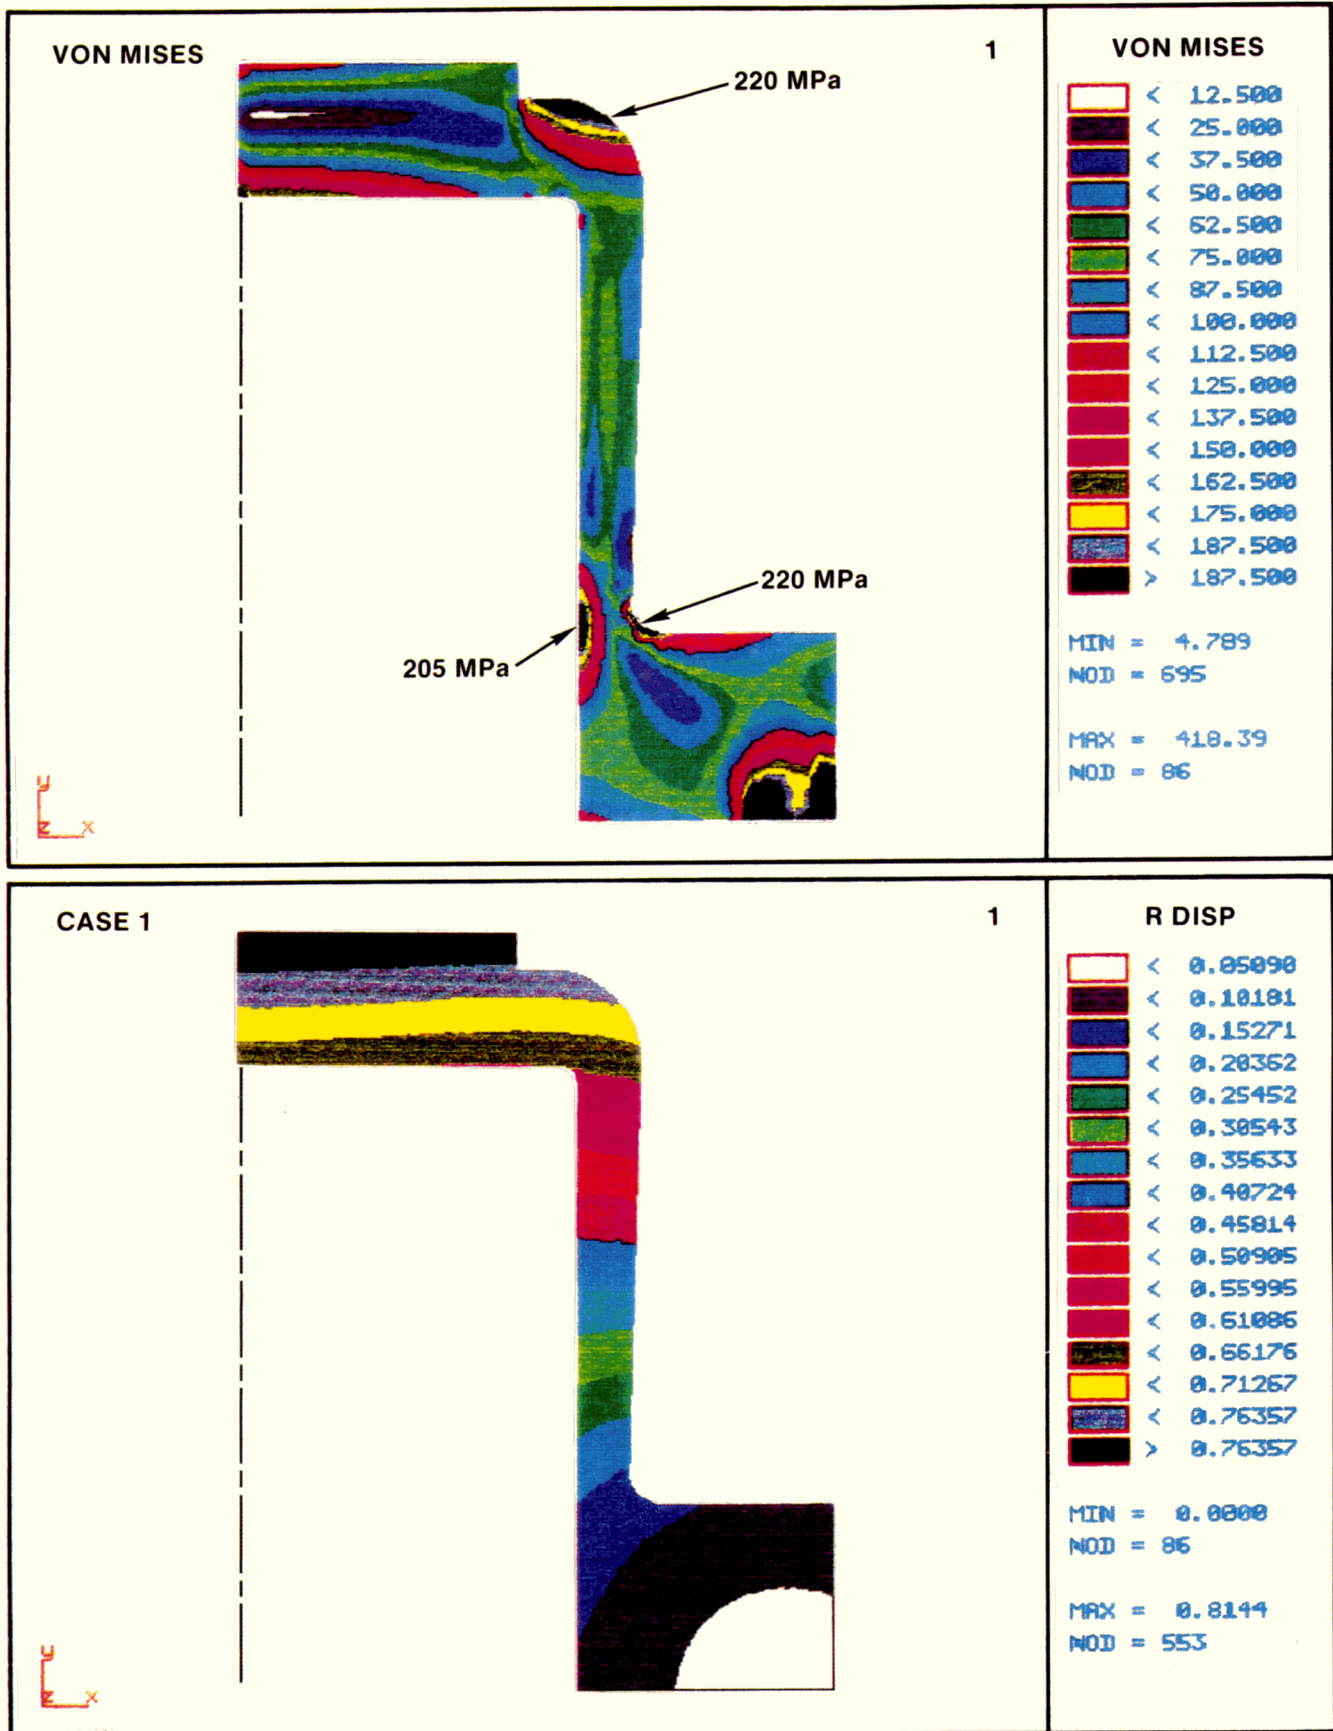 VON MISES
1
220 MPa
220 MPa
205 MPa
y
z x
VON MISES
< 12.500
< 25.000
< 37.500
< 50.000
< 62.500
< 75.000
< 87.500
< 100.000
< 112.500
< 125.000
< 137.500
< 150.000
< 162.500
< 175.000
< 187.500
> 187.500
MIN = 4.789
NOD = 695
MAX = 418.39
NOD = 86
CASE 1
1
y
z x
R DISP
< 0.05090
< 0.10181
< 0.15271
< 0.20362
< 0.25452
< 0.30543
< 0.35633
< 0.40724
< 0.45814
< 0.50905
< 0.55995
< 0.61086
< 0.66176
< 0.71267
< 0.76357
> 0.76357
MIN = 0.0000
NOD = 86
MAX = 0.8144
NOD = 553